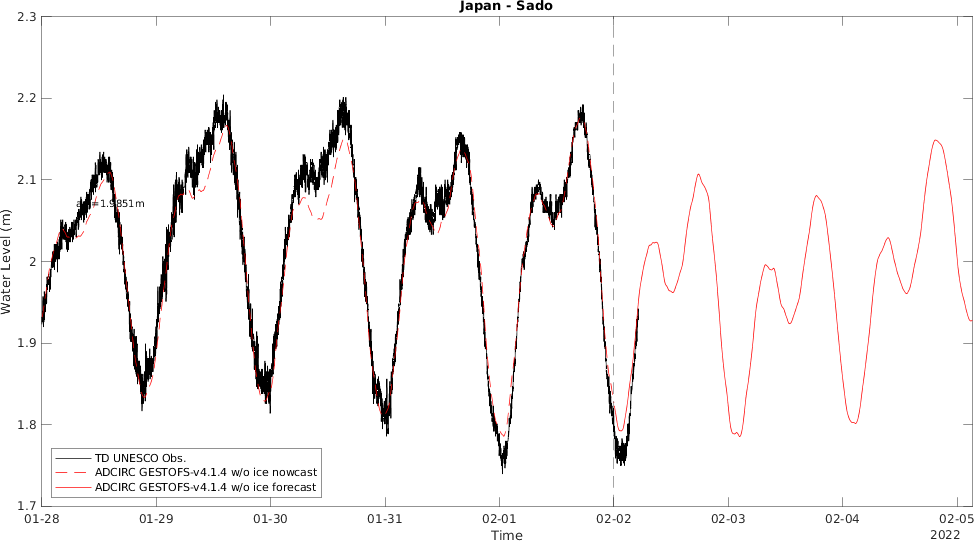 Japan - Sado
2.3
2.2
2.1
2
1.9
1.8
1.7
Water Level (m)
=1.9851m
TD UNESCO Obs.
ADCIRC GESTOFS-v4.1.4 w/o ice nowcast
ADCIRC GESTOFS-v4.1.4 w/o ice forecast
01-28 01-29 01-30 01-31 02-01 02-02 02-03 02-04 02-05
Time
2022